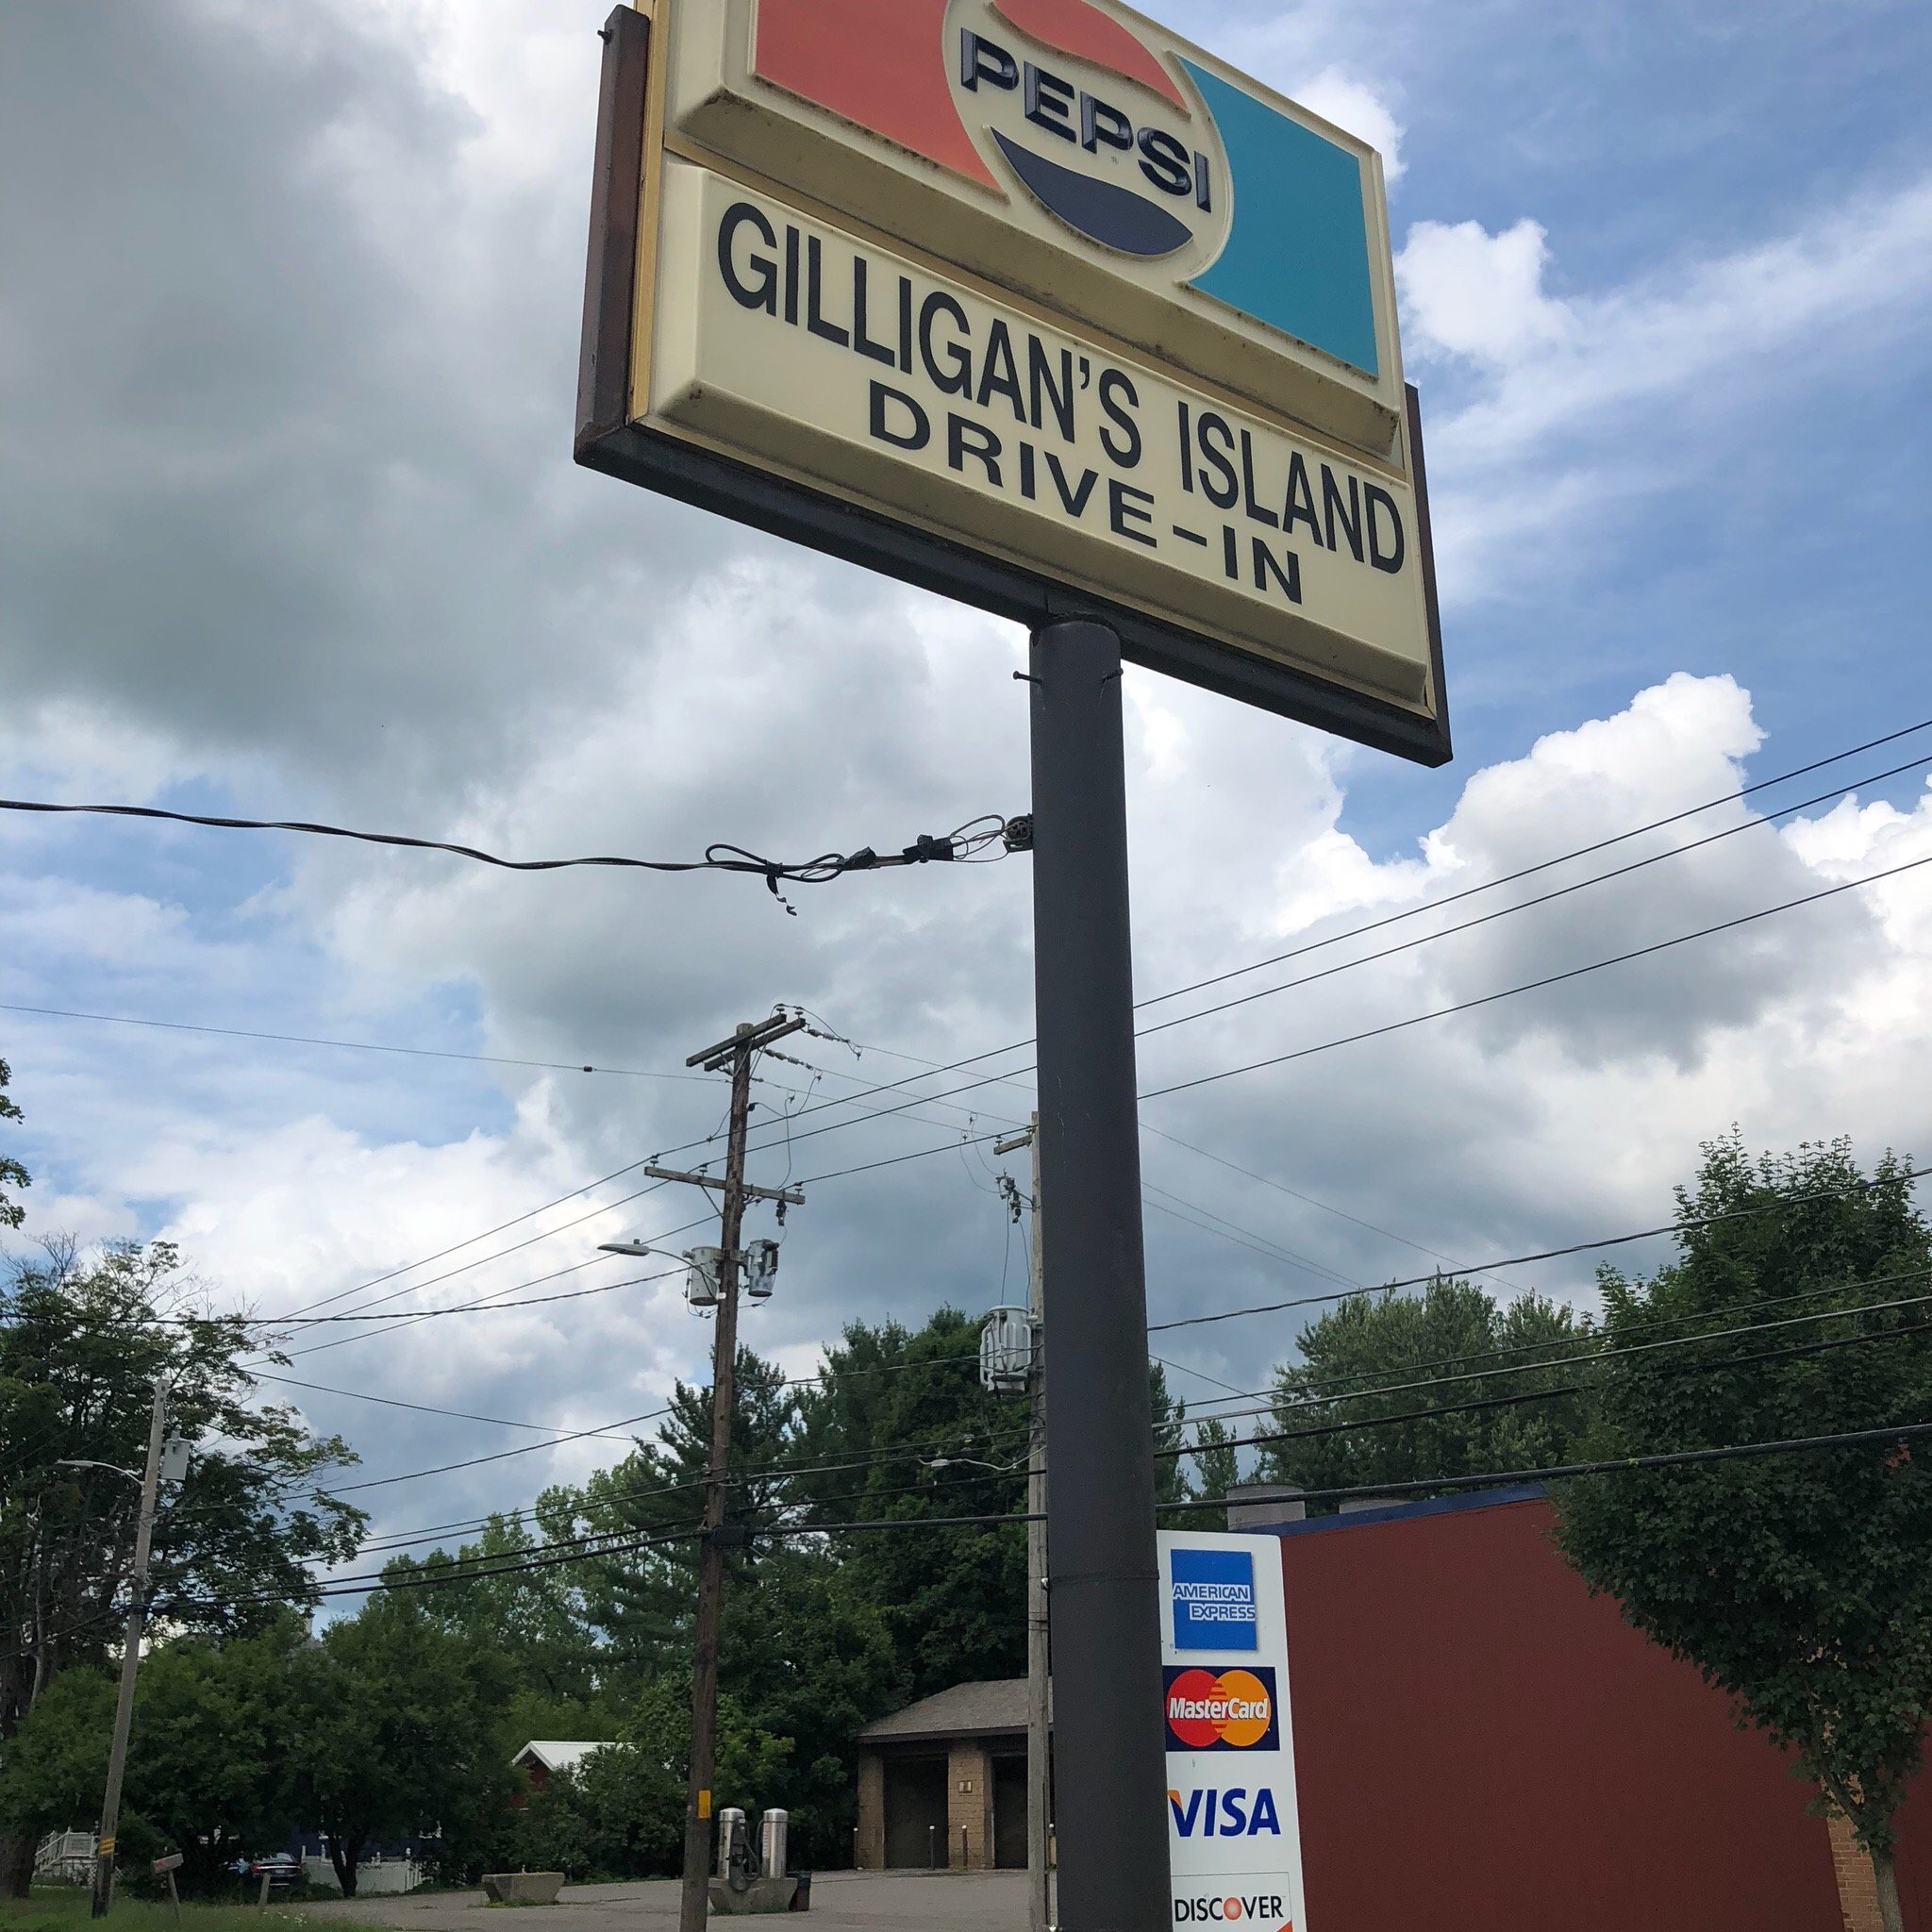 PEPSI
GILLIGAN'S ISLAND
DRIVE-IN
AMERICAN
EXPRESS
MasterCard
VISA
DISCOVER